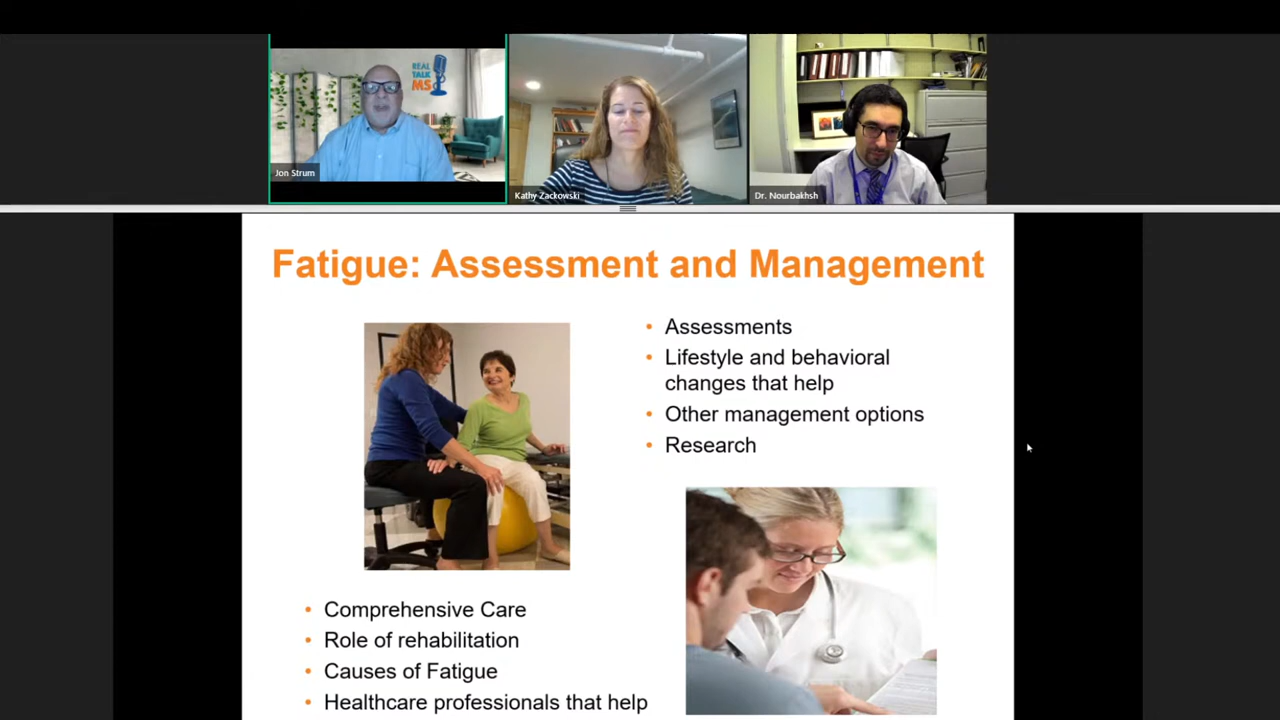 REAL
TALK
MS
Jon Strum
Kathy Zackowski
Dr. Nourbakhsh
Fatigue: Assessment and Management
• Assessments
• Lifestyle and behavioral
changes that help
• Other management options
• Research
• Comprehensive Care
• Role of rehabilitation
• Causes of Fatigue
• Healthcare professionals that help